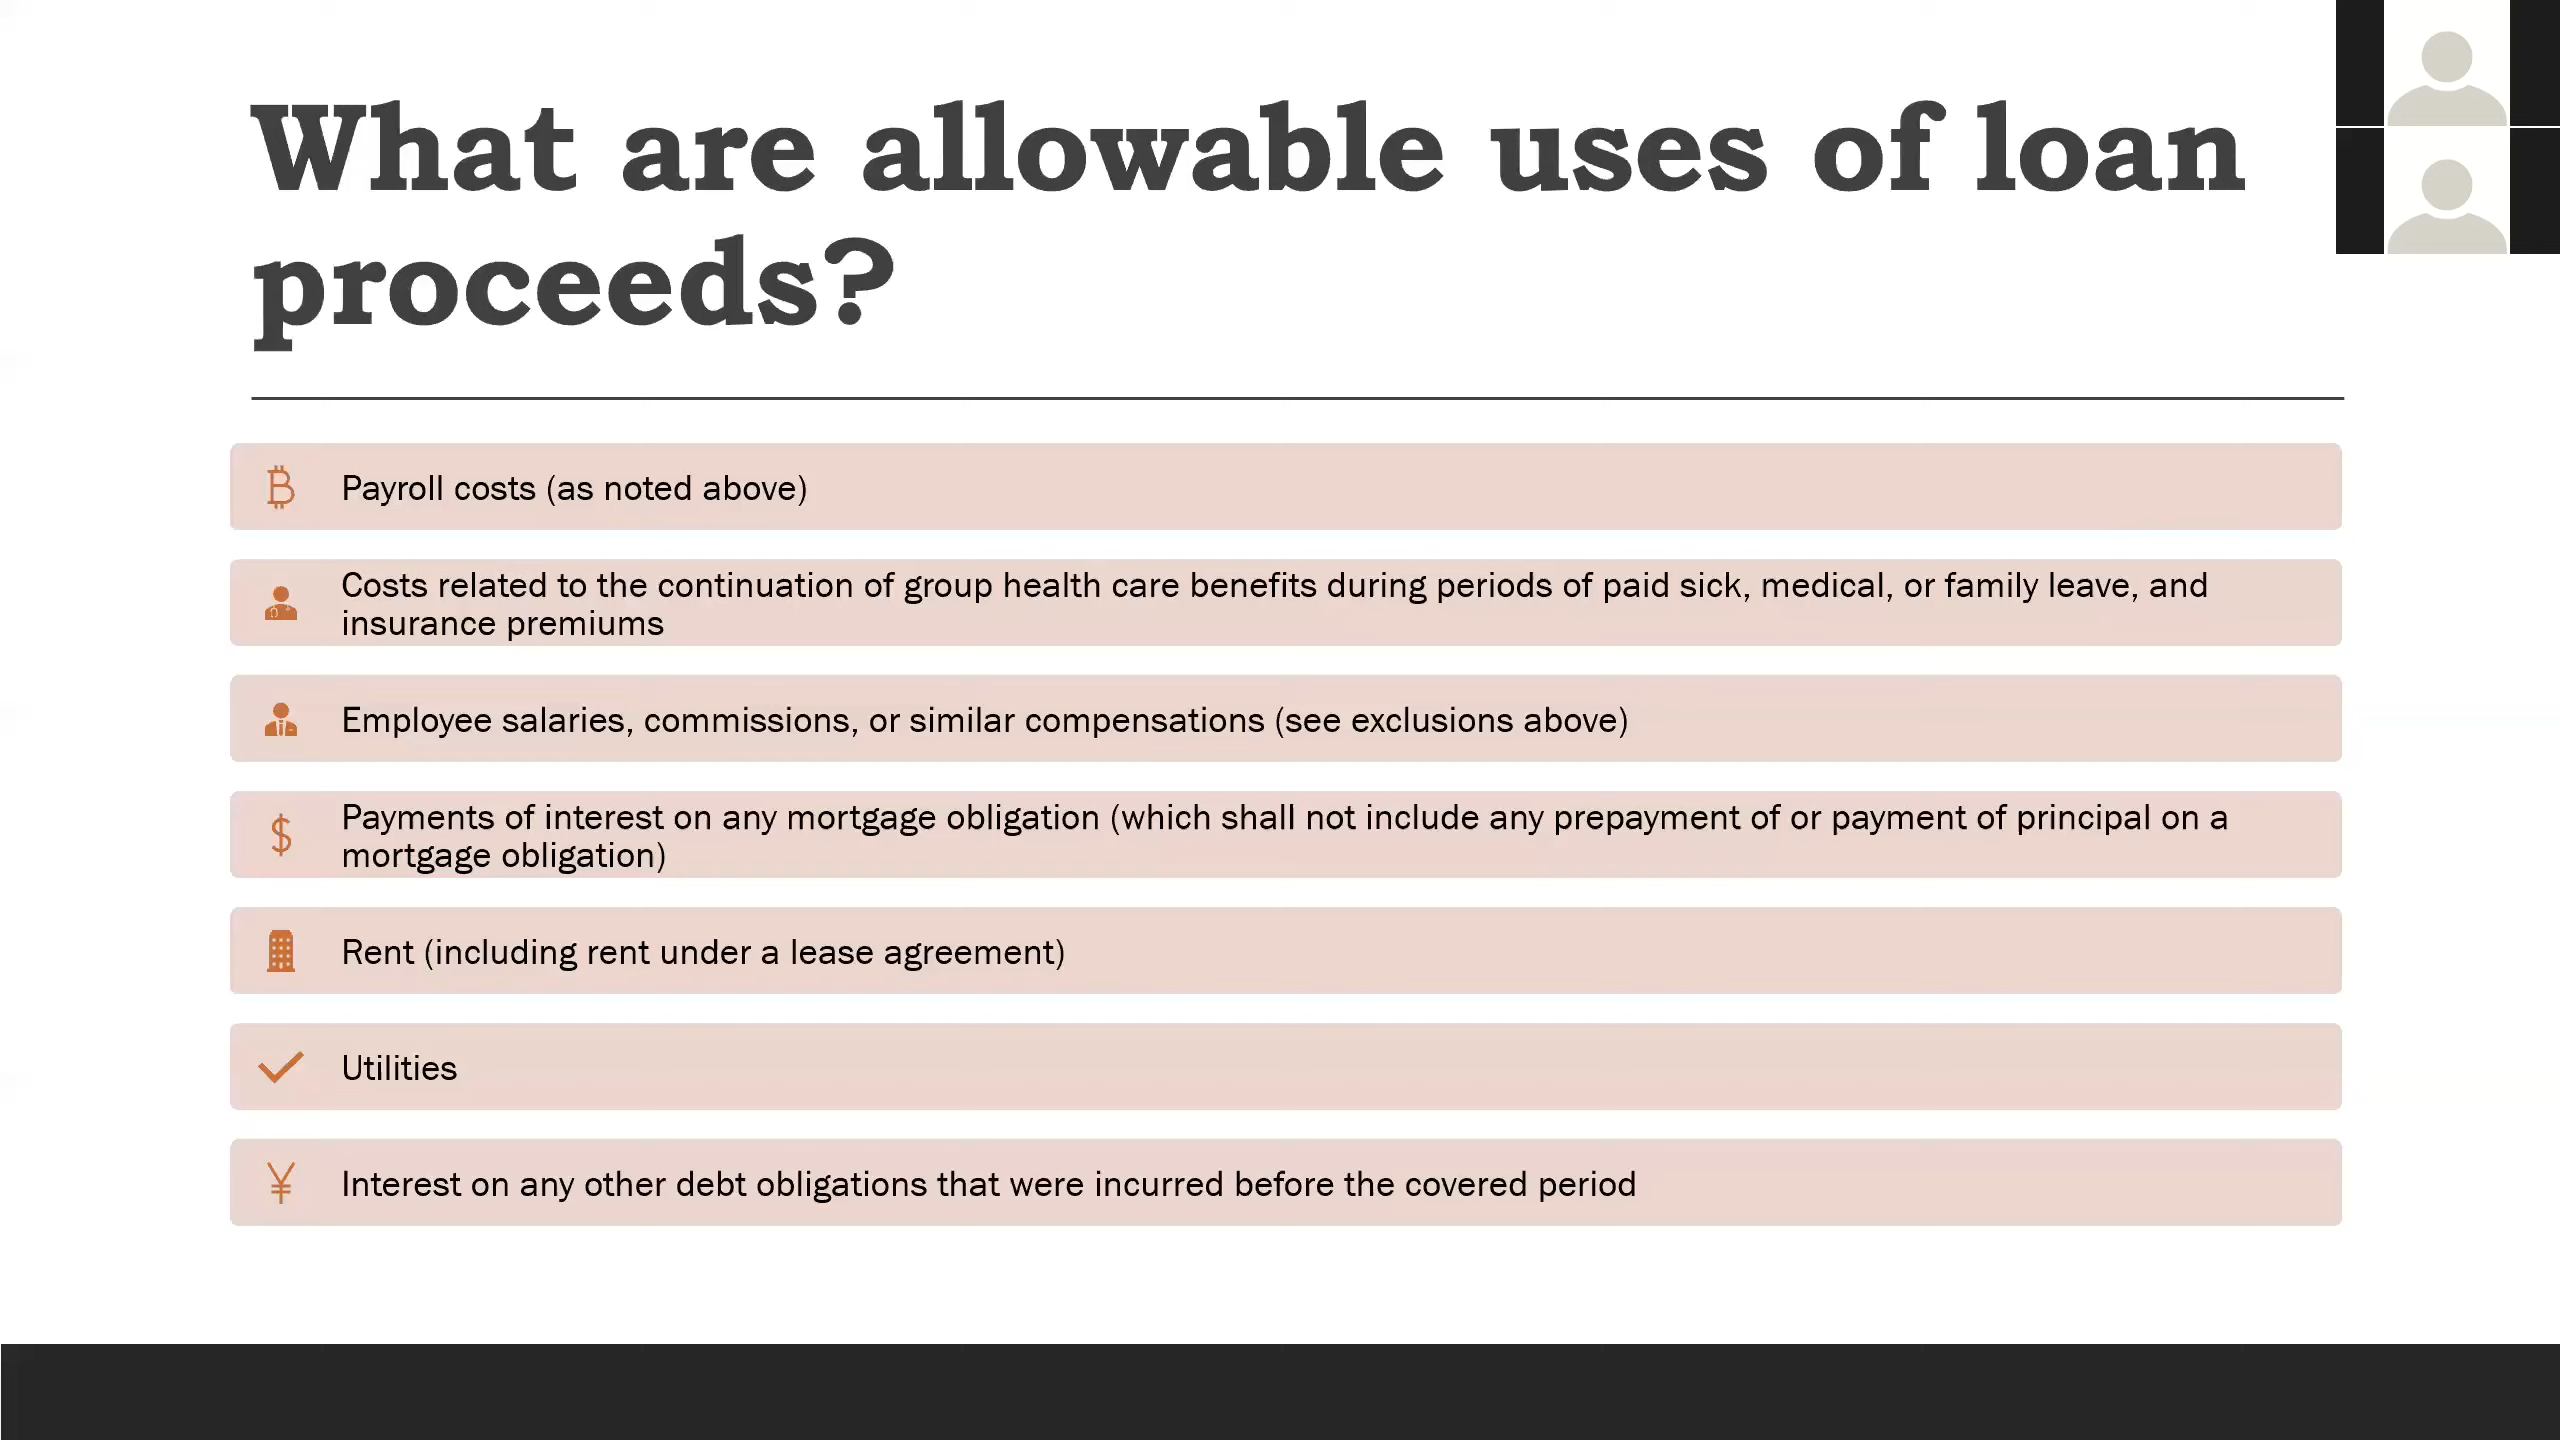 What are allowable uses of loan
proceeds?
Payroll costs (as noted above)
Costs related to the continuation of group health care benefits during periods of paid sick, medical, or family leave, and
insurance premiums
Employee salaries, commissions, or similar compensations (see exclusions above)
Payments of interest on any mortgage obligation (which shall not include any prepayment of or payment of principal on a
mortgage obligation)
Rent (including rent under a lease agreement)
Utilities
Interest on any other debt obligations that were incurred before the covered period